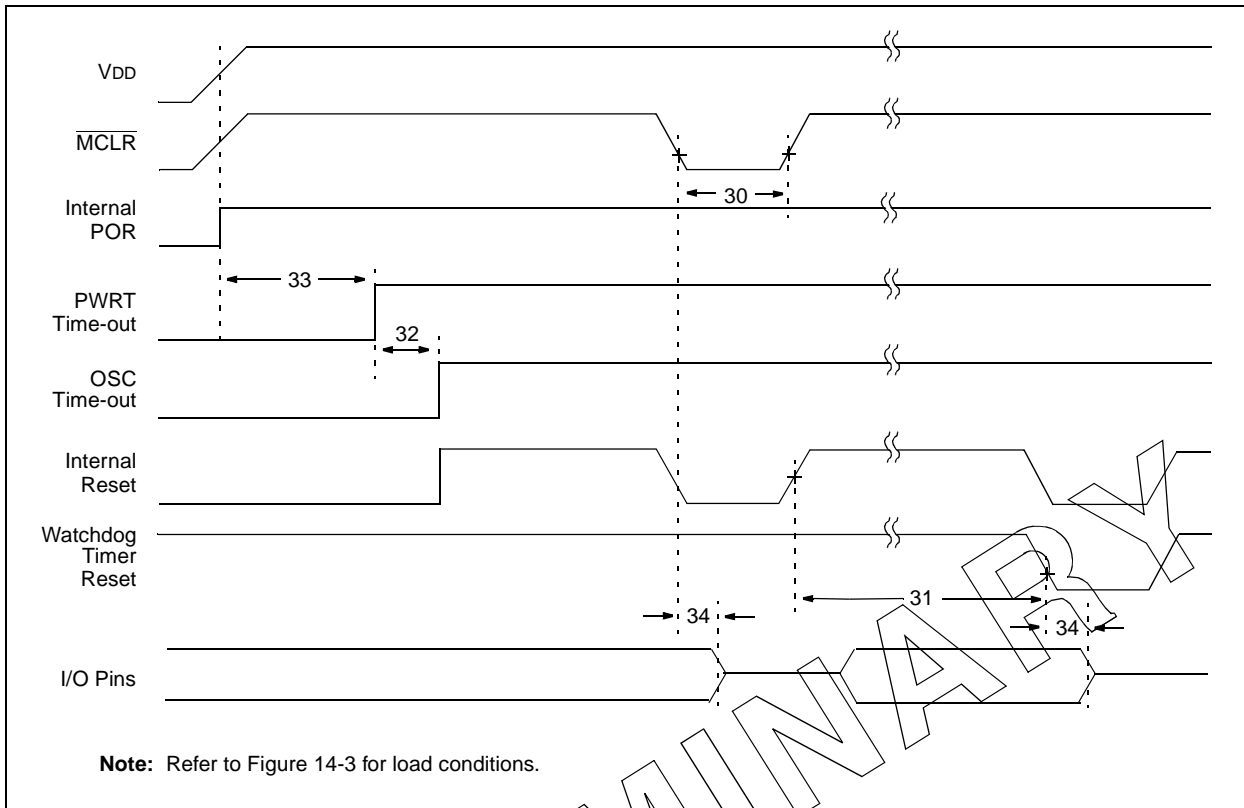 VDD
MCLR
30
Internal
POR
33
PWRT
Time-out
32
OSC
Time-out
Internal
Reset
Watchdog
Timer
Reset
31
34
34
I/O Pins
Note: Refer to Figure 14-3 for load conditions.
MINARY